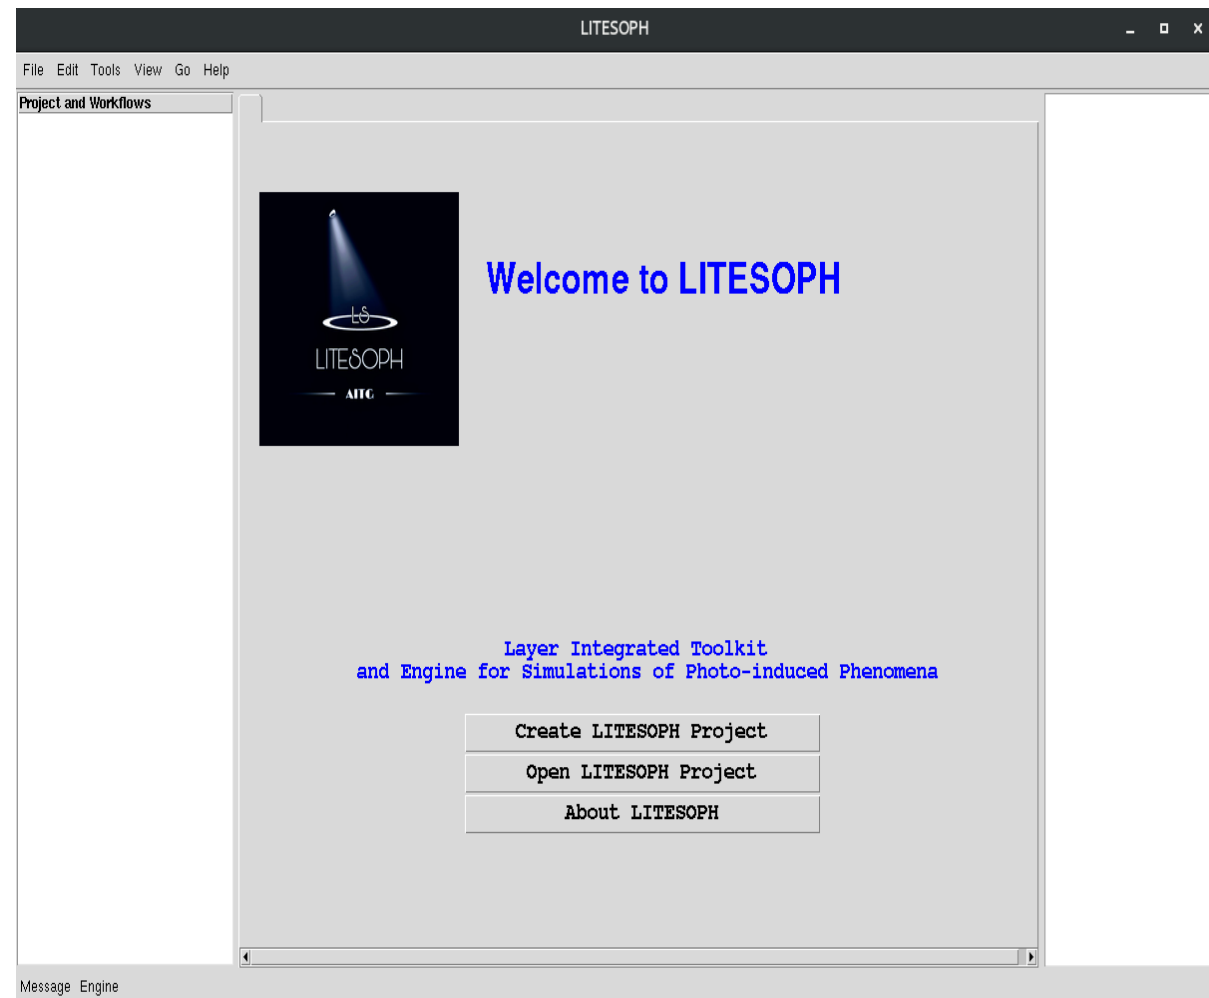 LITESOPH
File Edit Tools View Go Help
Project and Workflows
LS
LITESOPH
AITG
Welcome to LITESOPH
Layer Integrated Toolkit
and Engine for Simulations of Photo-induced Phenomena
Create LITESOPH Project
Open LITESOPH Project
About LITESOPH
Message Engine